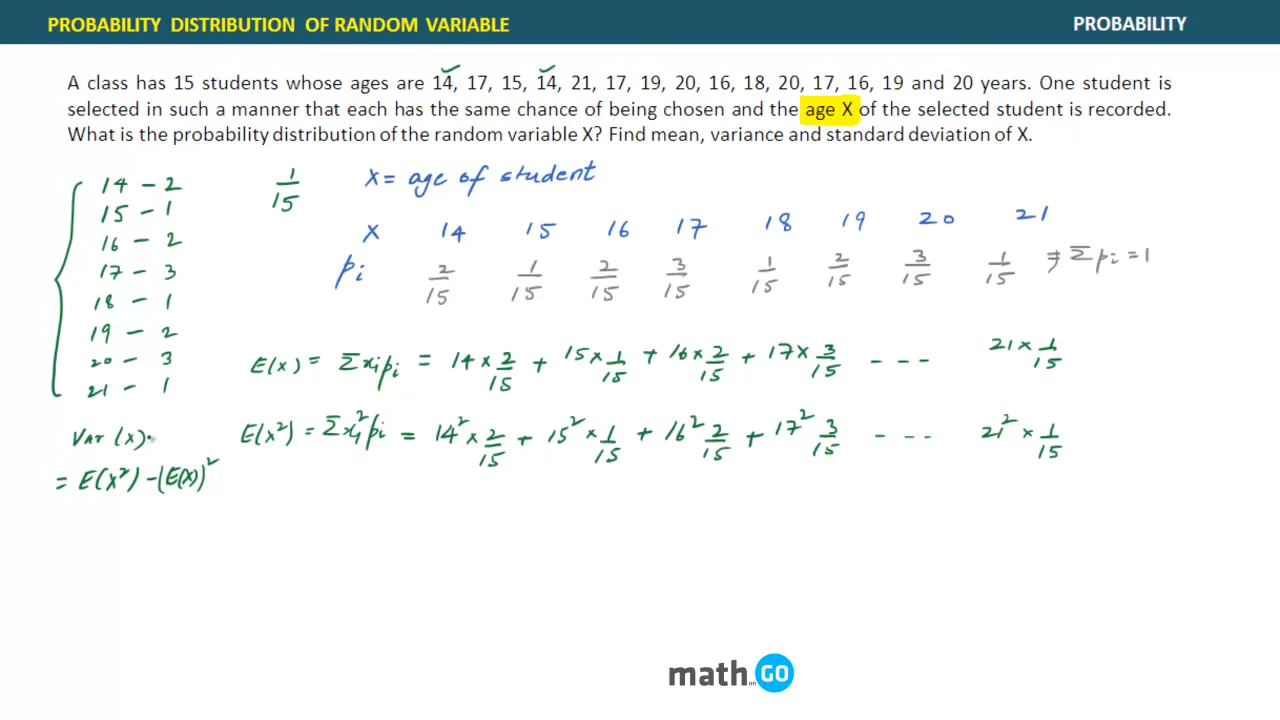 PROBABILITY DISTRIBUTION OF RANDOM VARIABLE
PROBABILITY
A class has 15 students whose ages are 14, 17, 15, 14, 21, 17, 19, 20, 16, 18, 20, 17, 16, 19 and 20 years. One student is
selected in such a manner that each has the same chance of being chosen and the age X of the selected student is recorded.
What is the probability distribution of the random variable X? Find mean, variance and standard deviation of X.
14 - 2
15 - 1
16 - 2
17 - 3
18 - 1
19 - 2
20 - 3
21 - 1
1/15
X = age of student
X 14 15 16 17 18 19 20 21
pi 2/15 1/15 2/15 3/15 1/15 2/15 3/15 1/15 ⇒ Σpi = 1
E(X) = Σxipi = 14 × 2/15 + 15 × 1/15 + 16 × 2/15 + 17 × 3/15 - - - 21 × 1/15
Var (X)
= E(X²) - (E(X))²
E(X²) = Σxi²pi = 14² × 2/15 + 15² × 1/15 + 16² 2/15 + 17² 3/15 - - - 21² × 1/15
math on GO